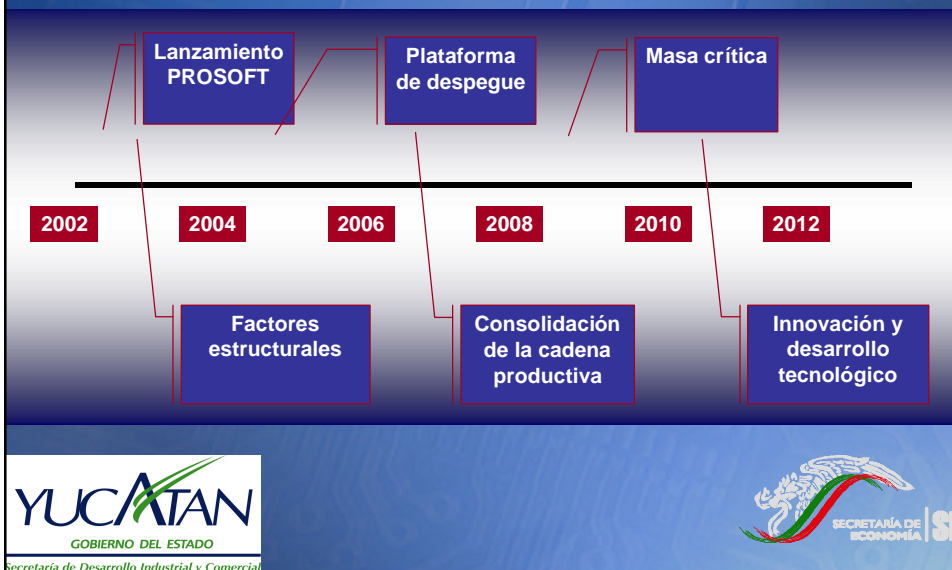 Lanzamiento
PROSOFT
Plataforma
de despegue
Masa crítica
2002
2004
2006
2008
2010
2012
Factores
estructurales
Consolidación
de la cadena
productiva
Innovación y
desarrollo
tecnológico
YUCATAN
GOBIERNO DEL ESTADO
Secretaría de Desarrollo Industrial y Comercial
SECRETARÍA DE
ECONOMÍA